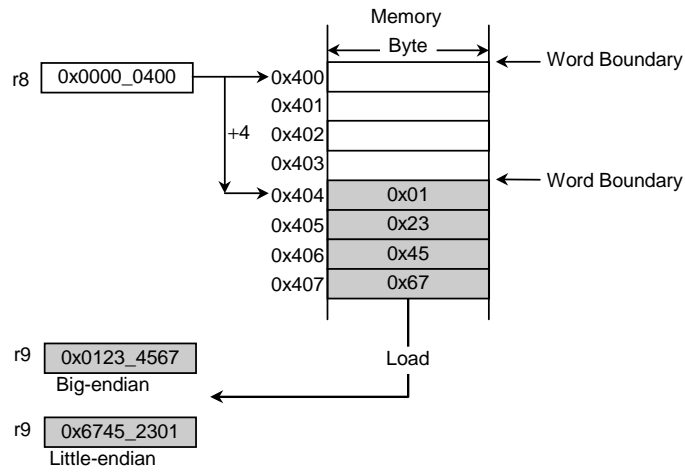 Memory
Byte
Word Boundary
r8 0x0000_0400 0x400
0x401
+4 0x402
0x403
Word Boundary
0x404 0x01
0x405 0x23
0x406 0x45
0x407 0x67
r9 0x0123_4567
Load
Big-endian
r9 0x6745_2301
Little-endian